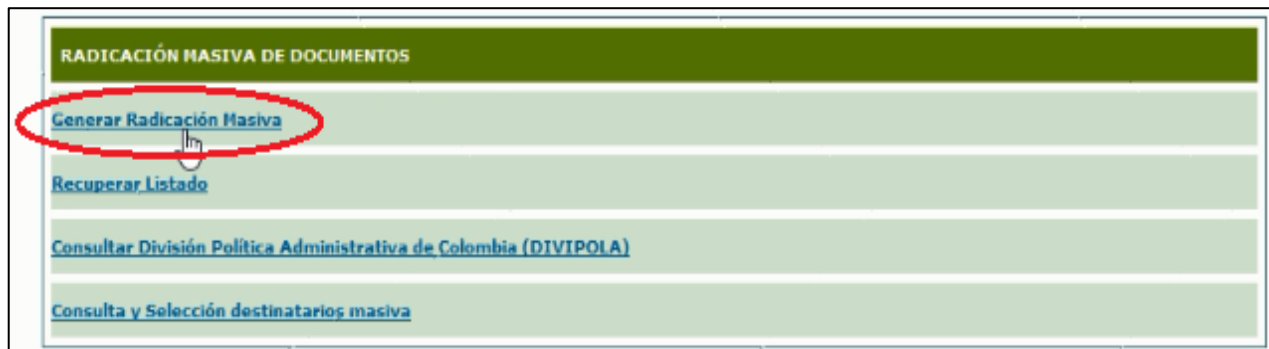 RADICACIÓN MASIVA DE DOCUMENTOS
Generar Radicación Masiva
Recuperar Listado
Consultar División Política Administrativa de Colombia (DIVIPOLA)
Consulta y Selección destinatarios masiva